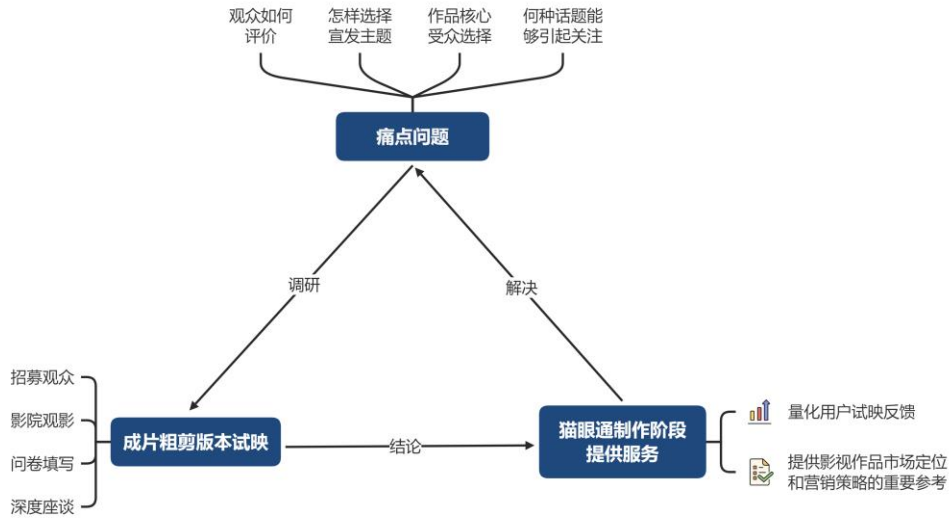 观众如何
评价
怎样选择
宣发主题
作品核心
受众选择
何种话题能
够引起关注
痛点问题
调研
解决
招募观众
影院观影
问卷填写
深度座谈
成片粗剪版本试映
结论
猫眼通制作阶段
提供服务
量化用户试映反馈
提供影视作品市场定位
和营销策略的重要参考